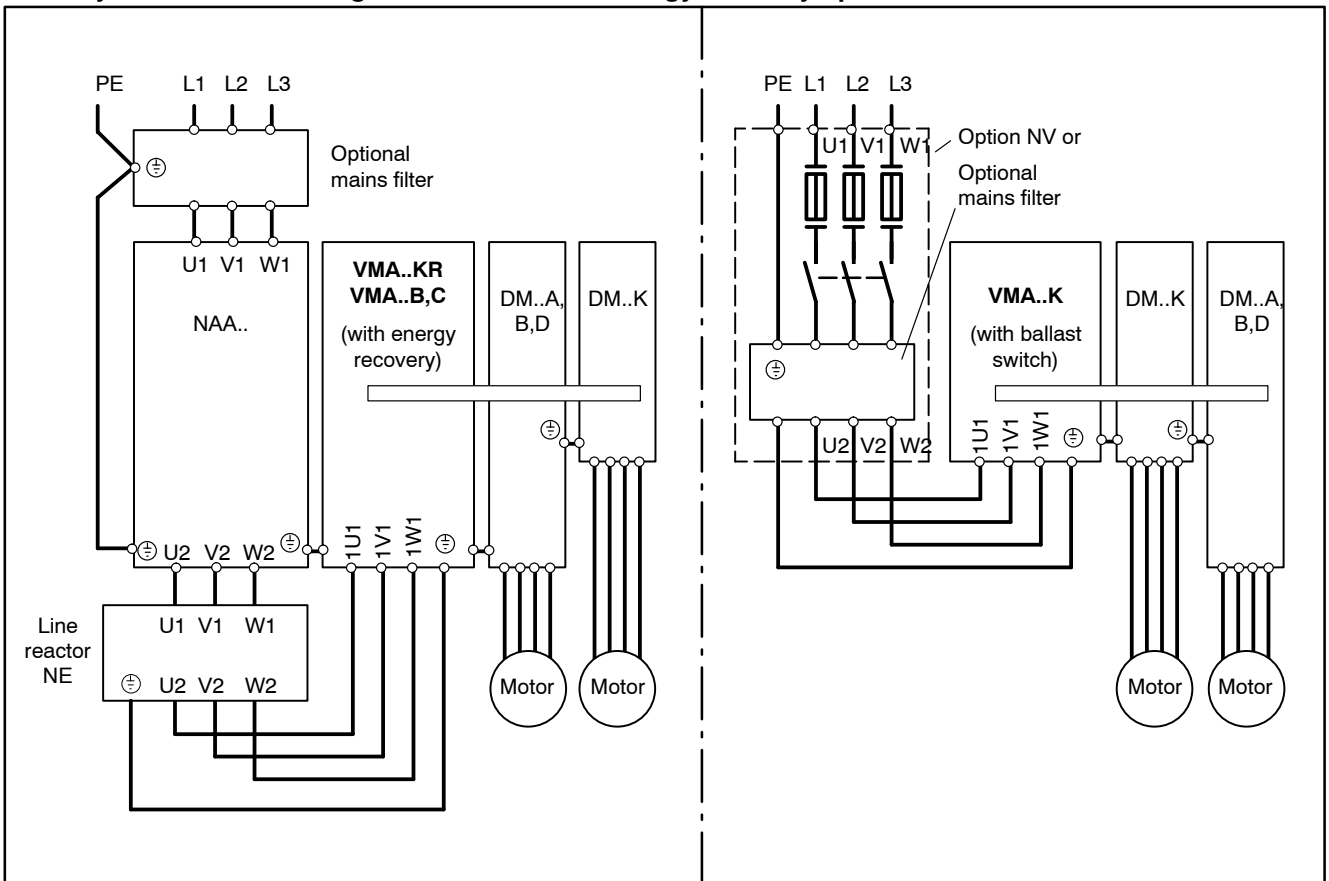 PE L1 L2 L3
Optional
mains filter
U1 V1 W1
NAA..
VMA..KR
VMA..B,C
(with energy
recovery)
DM..A,
B,D
DM..K
U2 V2 W2
1U1 1V1 1W1
Line
reactor
NE
U1 V1 W1
U2 V2 W2
Motor
Motor
PE L1 L2 L3
U1 V1 W1
Option NV or
Optional
mains filter
VMA..K
(with ballast
switch)
DM..K
DM..A,
B,D
U2 V2 W2
1U1 1V1 1W1
Motor
Motor